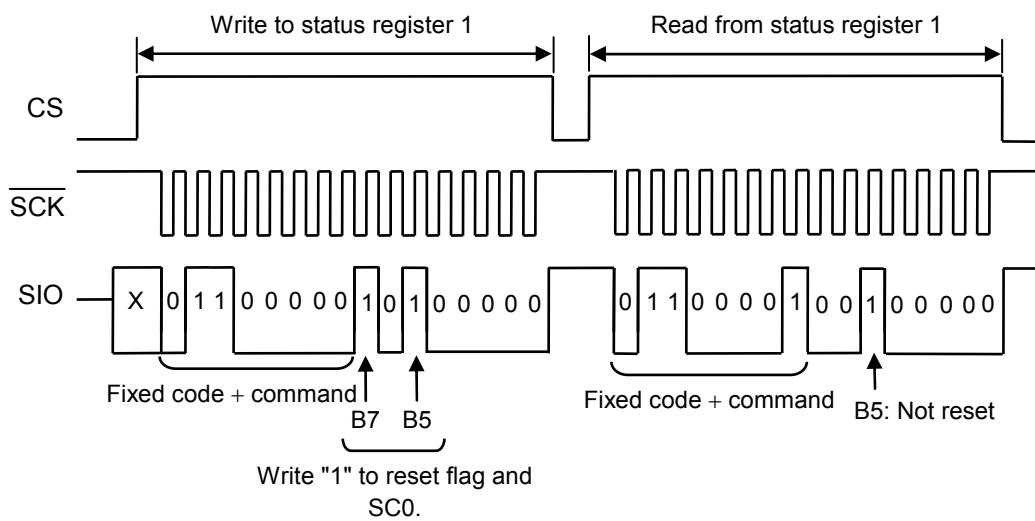 Write to status register 1
Read from status register 1
CS
SCK
SIO
X 0 1 1 0 0 0 0 0 1 0 1 0 0 0 0 0
0 1 1 0 0 0 0 1 0 0 1 0 0 0 0 0
Fixed code + command
B7
B5
Fixed code + command
B5: Not reset
Write "1" to reset flag and
SC0.